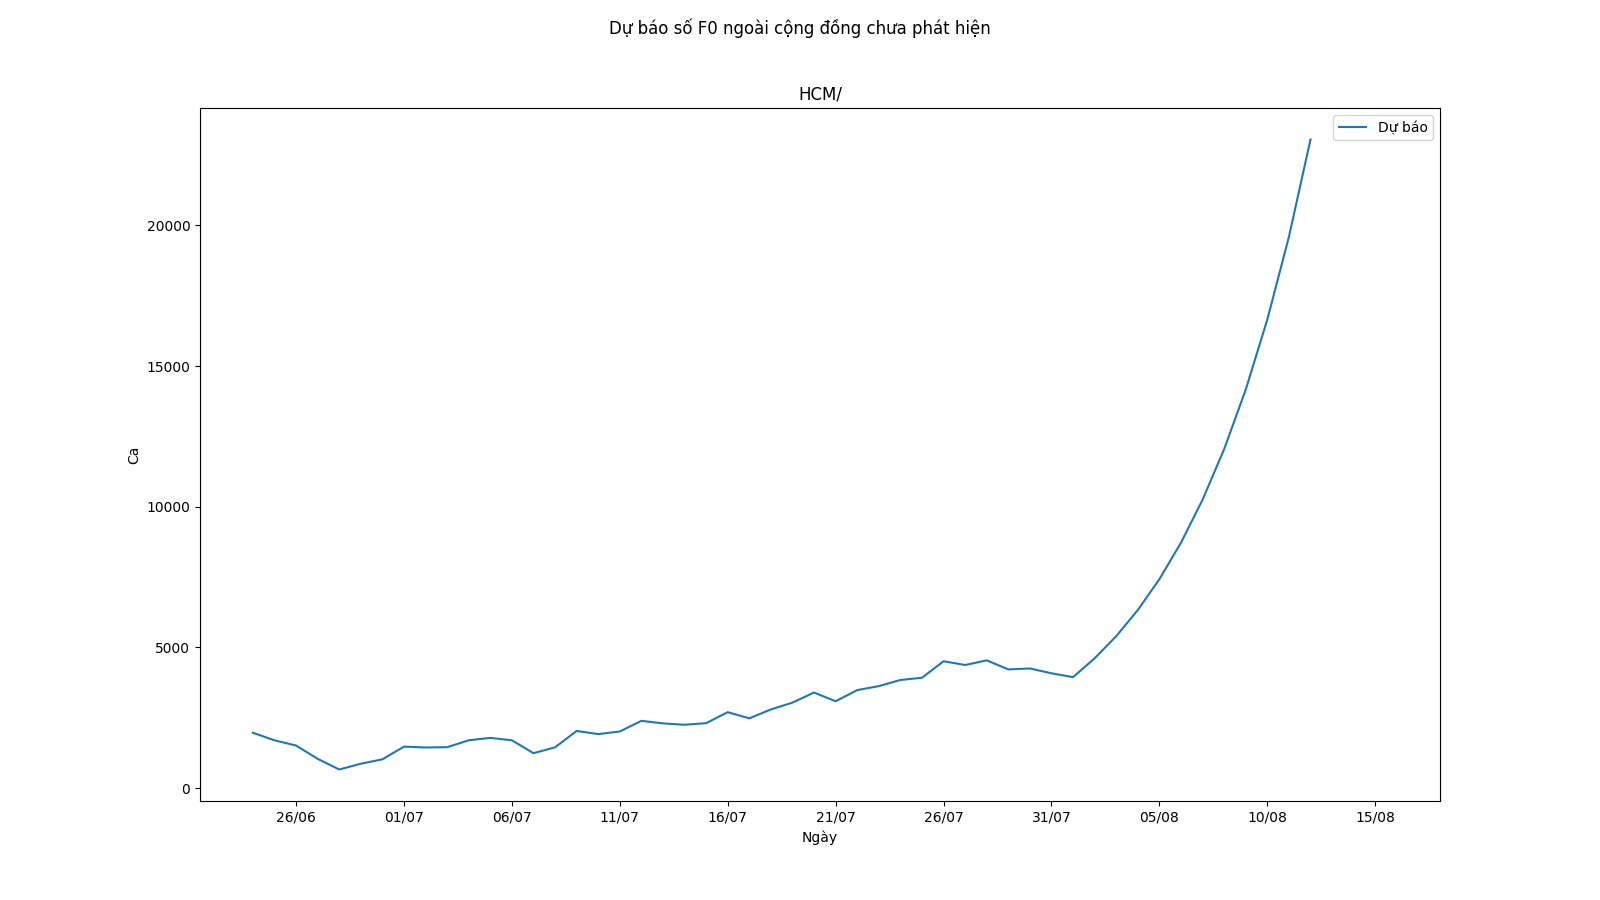 Dự báo số F0 ngoài cộng đồng chưa phát hiện
HCM/
Dự báo
20000
15000
10000
5000
0
Ca
26/06 01/07 06/07 11/07 16/07 21/07 26/07 31/07 05/08 10/08 15/08
Ngày